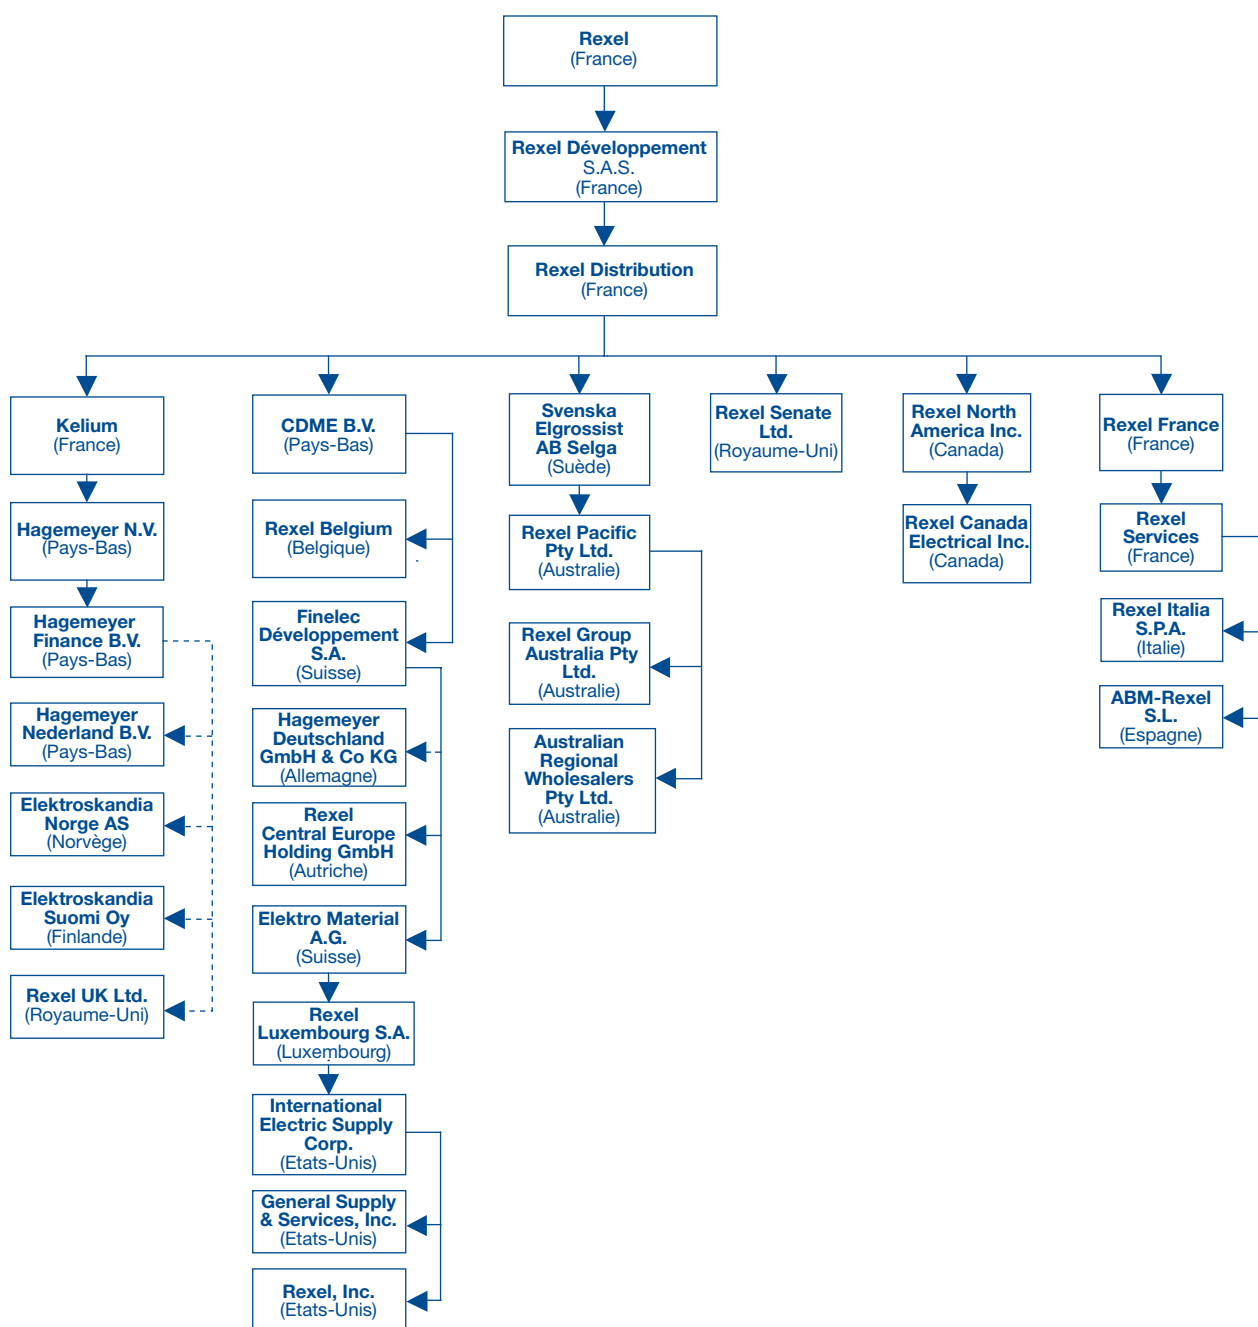 Rexel
(France)
Rexel Développement
S.A.S.
(France)
Rexel Distribution
(France)
Kelium
(France)
Hagemeyer N.V.
(Pays-Bas)
Hagemeyer
Finance B.V.
(Pays-Bas)
Hagemeyer
Nederland B.V.
(Pays-Bas)
Elektroskandia
Norge AS
(Norvège)
Elektroskandia
Suomi Oy
(Finlande)
Rexel UK Ltd.
(Royaume-Uni)
CDME B.V.
(Pays-Bas)
Rexel Belgium
(Belgique)
Finelec
Développement
S.A.
(Suisse)
Hagemeyer
Deutschland
GmbH & Co KG
(Allemagne)
Rexel
Central Europe
Holding GmbH
(Autriche)
Elektro Material
A.G.
(Suisse)
Rexel
Luxembourg S.A.
(Luxembourg)
International
Electric Supply
Corp.
(Etats-Unis)
General Supply
& Services, Inc.
(Etats-Unis)
Rexel, Inc.
(Etats-Unis)
Svenska
Elgrossist
AB Selga
(Suède)
Rexel Pacific
Pty Ltd.
(Australie)
Rexel Group
Australia Pty
Ltd.
(Australie)
Australian
Regional
Wholesalers
Pty Ltd.
(Australie)
Rexel Senate
Ltd.
(Royaume-Uni)
Rexel North
America Inc.
(Canada)
Rexel Canada
Electrical Inc.
(Canada)
Rexel France
(France)
Rexel
Services
(France)
Rexel Italia
S.P.A.
(Italie)
ABM-Rexel
S.L.
(Espagne)